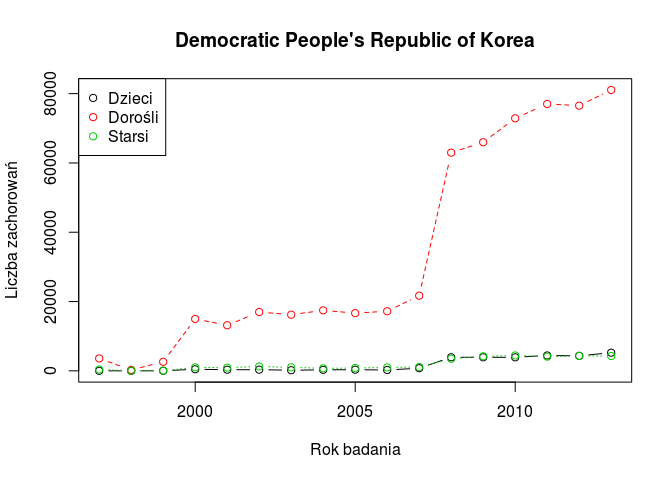 Democratic People's Republic of Korea
Dzieci
Dorośli
Starsi
80000
60000
40000
20000
0
Liczba zachorowań
2000 2005 2010
Rok badania